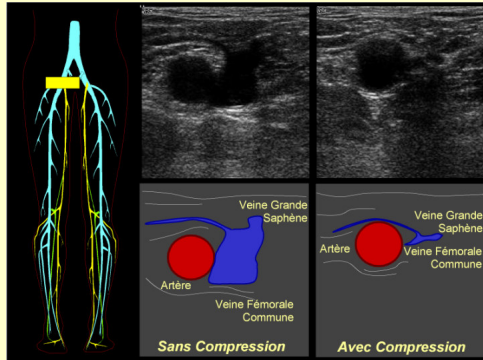 Veine Grande
Saphène
Artère
Veine Fémorale
Commune
Sans Compression
Veine Grande
Saphène
Artère
Veine Fémorale
Commune
Avec Compression